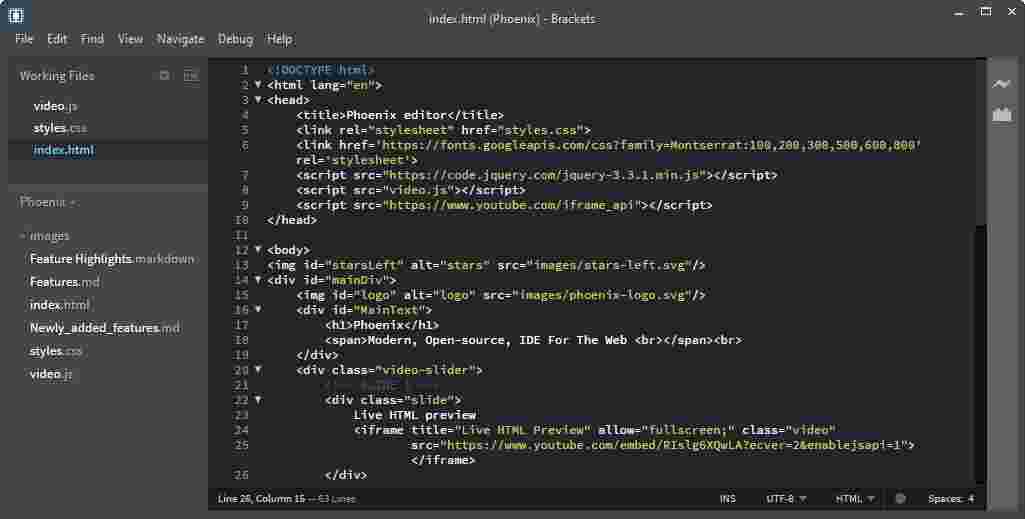 index.html (Phoenix) - Brackets
File Edit Find View Navigate Debug Help
Working Files
video.js
styles.css
index.html
Phoenix
images
Feature Highlights.markdown
Features.md
index.html
Newly_added_features.md
styles.css
video.js
1 <!DOCTYPE html>
2 <html lang="en">
3 <head>
4 <title>Phoenix editor</title>
5 <link rel="stylesheet" href="styles.css">
6 <link href='https://fonts.googleapis.com/css?family=Montserrat:100,200,300,500,600,800'
rel='stylesheet'>
7 <script src="https://code.jquery.com/jquery-3.3.1.min.js"></script>
8 <script src="video.js"></script>
9 <script src="https://www.youtube.com/iframe_api"></script>
10 </head>
11
12 <body>
13 <img id="starsLeft" alt="stars" src="images/stars-left.svg"/>
14 <div id="mainDiv">
15 <img id="logo" alt="logo" src="images/phoenix-logo.svg"/>
16 <div id="MainText">
17 <h1>Phoenix</h1>
18 <span>Modern, Open-source, IDE For The Web <br></span><br>
19 </div>
20 <div class="video-slider">
21
22 <div class="slide">
23 Live HTML preview
24 <iframe title="Live HTML Preview" allow="fullscreen;" class="video"
25 src="https://www.youtube.com/embed/RIslg6XQwLA?ecver=2&enablejsapi=1">
</iframe>
26 </div>
Line 26, Column 15 — 63 Lines INS UTF-8 HTML Spaces: 4